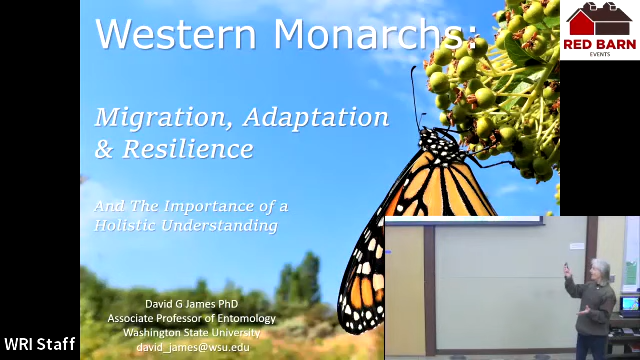 Western Monarchs:
RED BARN
EVENTS
Migration, Adaptation
& Resilience
And The Importance of a
Holistic Understanding
David G James PhD
Associate Professor of Entomology
Washington State University
david_james@wsu.edu
WRI Staff